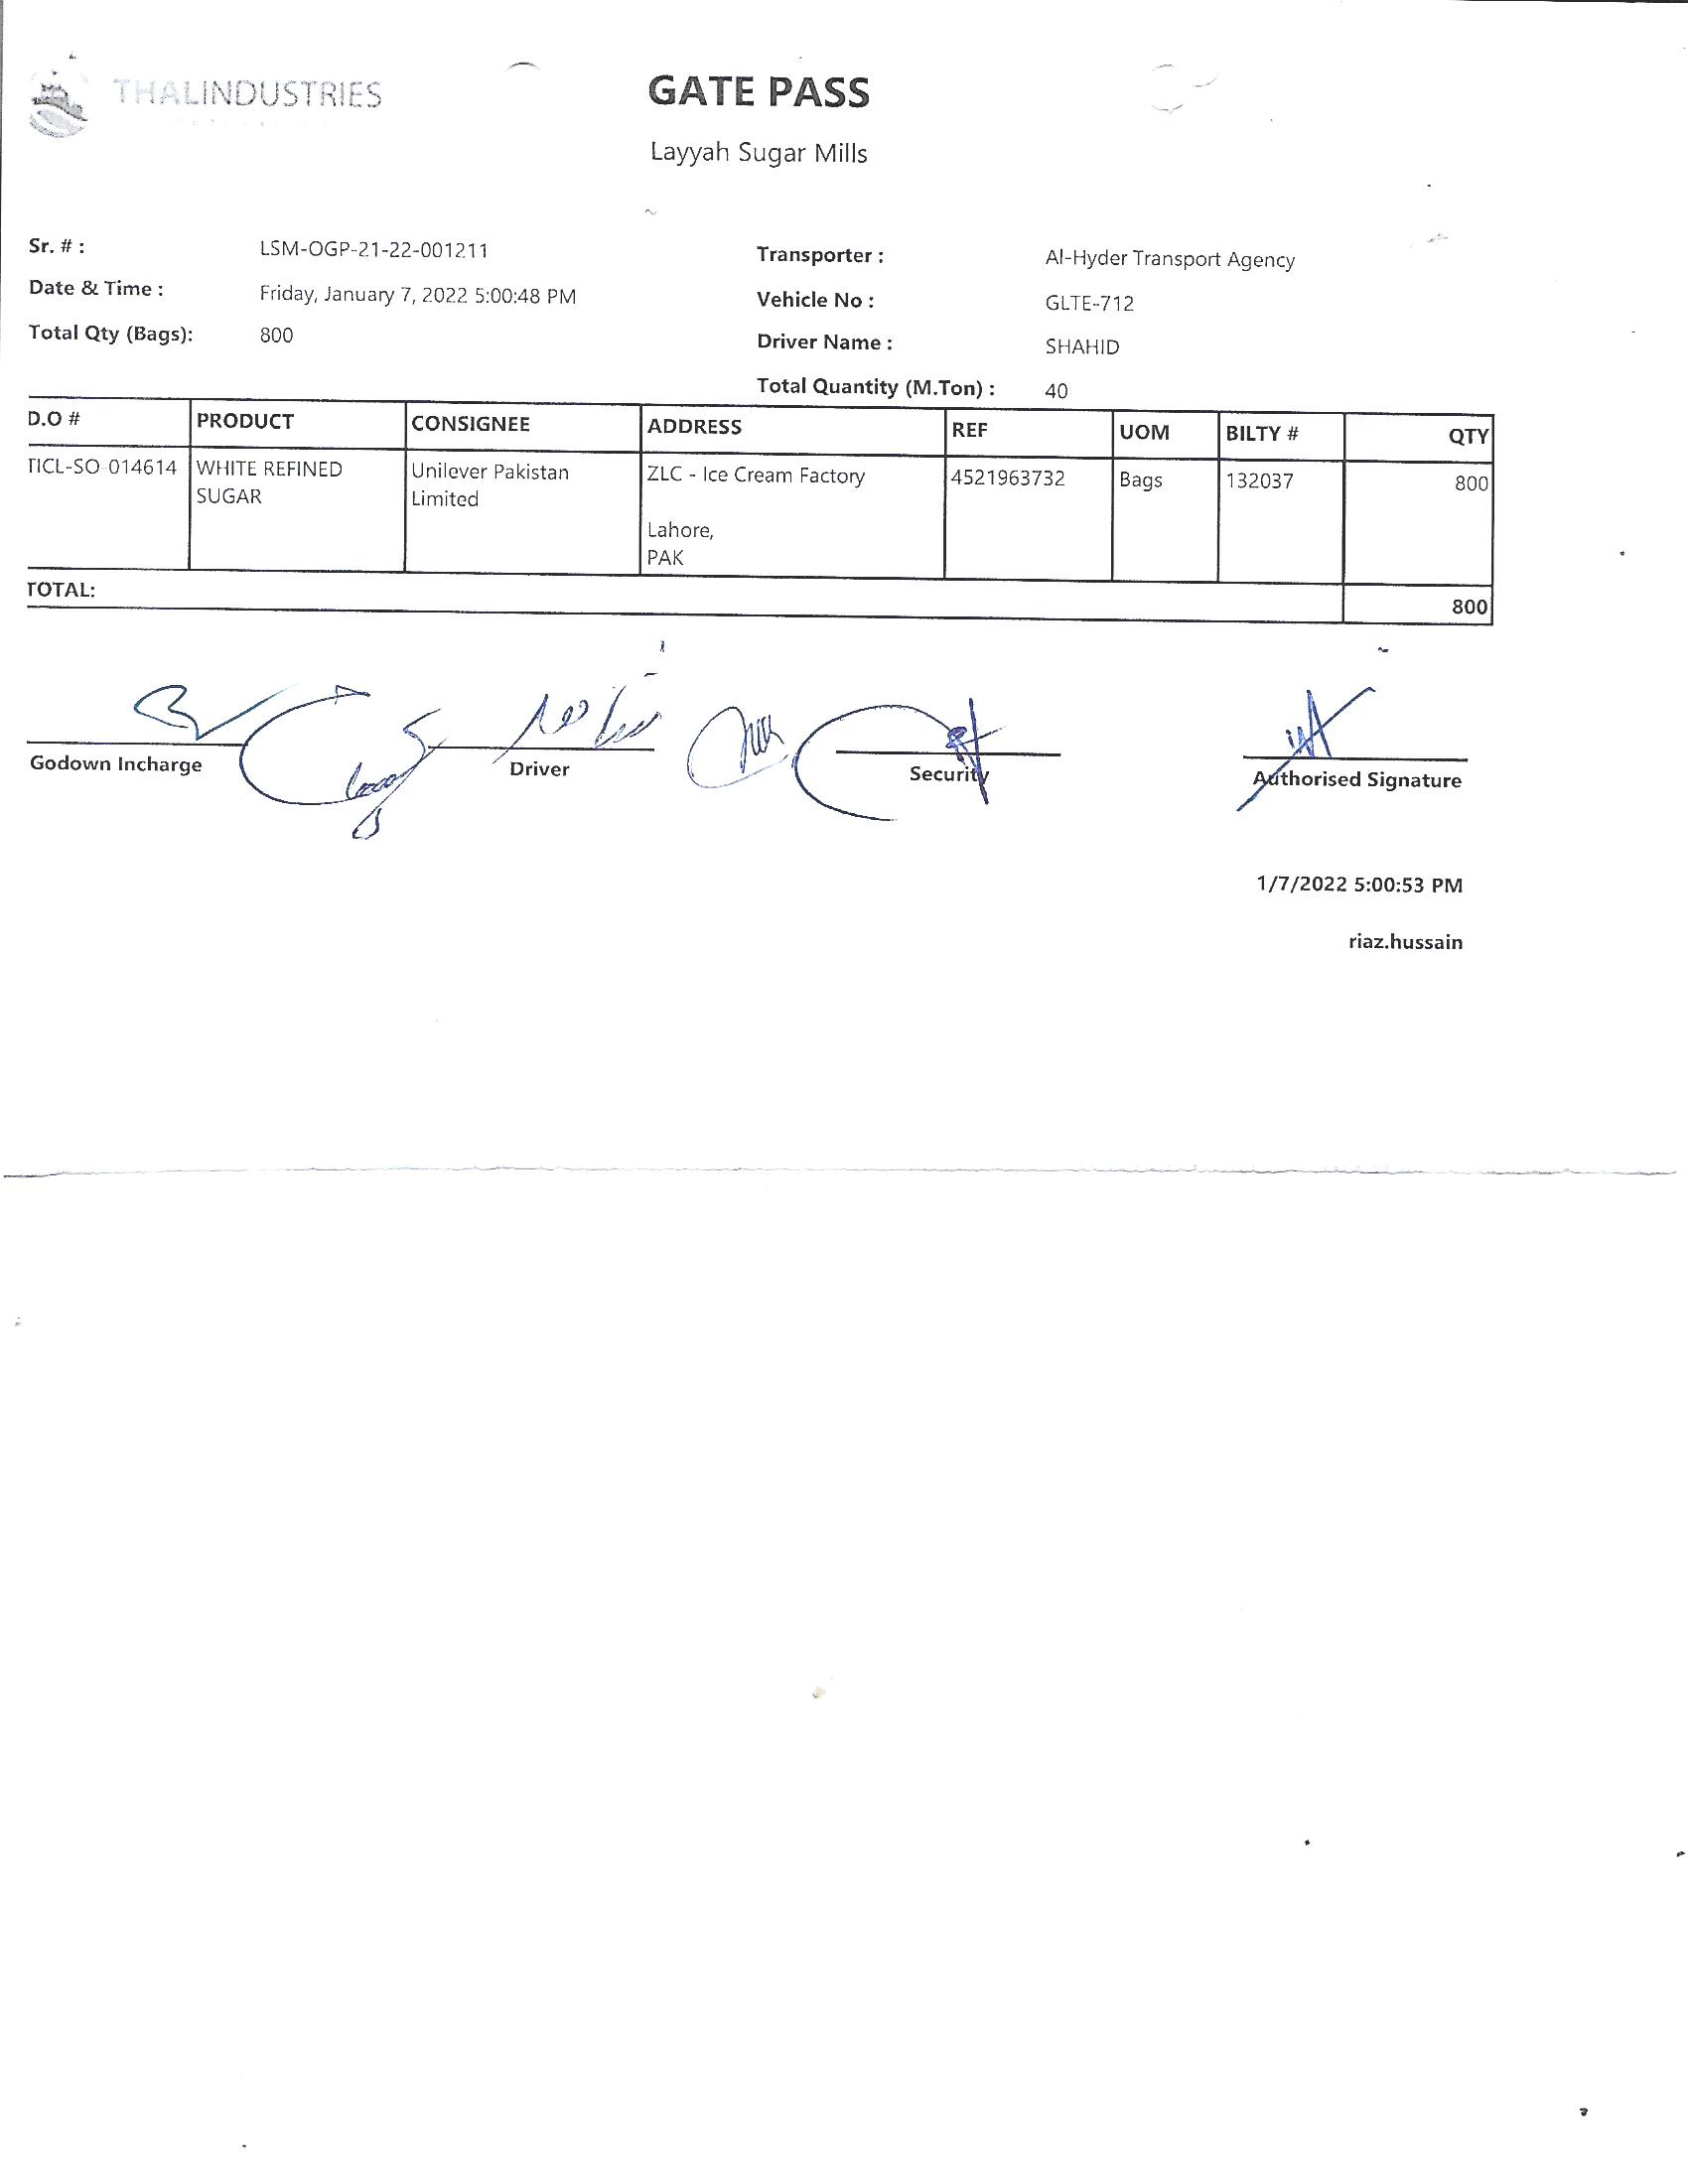 THALINDUSTRIES
GATE PASS
Layyah Sugar Mills
Sr. # : LSM-OGP-21-22-001211
Date & Time : Friday, January 7, 2022 5:00:48 PM
Total Qty (Bags): 800
Transporter : Al-Hyder Transport Agency
Vehicle No : GLTE-712
Driver Name : SHAHID
Total Quantity (M.Ton) : 40
D.O # PRODUCT CONSIGNEE ADDRESS REF UOM BILTY # QTY
TICL-SO-014614 WHITE REFINED Unilever Pakistan ZLC - Ice Cream Factory 4521963732 Bags 132037 800
SUGAR Limited
Lahore,
PAK
TOTAL: 800
Godown Incharge Driver Security Authorised Signature
1/7/2022 5:00:53 PM
riaz.hussain